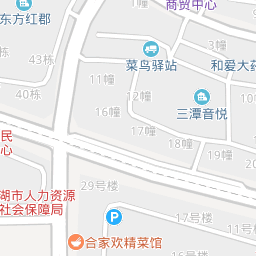 商贸中心
东方红郡
3幢
菜鸟驿站
和爱大药
43栋
11幢
40栋
12幢
16幢
三潭音悦
17幢
民
心
18幢
19幢
29号楼
湖市人力资源
社会保障局
17号楼
P
合家欢精菜馆
号楼